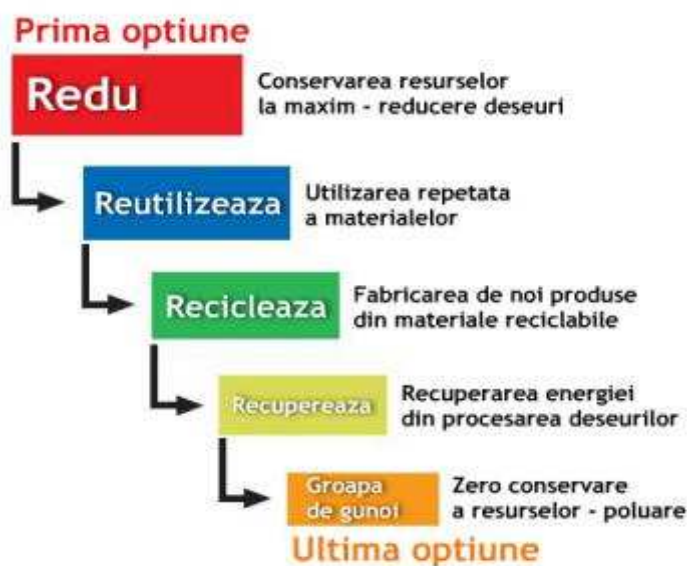 Prima optiune
Redu
Conservarea resurselor
la maxim - reducere deseuri
Reutilizeaza
Utilizarea repetata
a materialelor
Recicleaza
Fabricarea de noi produse
din materiale reciclabile
Recupereaza
Recuperarea energiei
din procesarea deseurilor
Groapa
de gunoi
Zero conservare
a resurselor - poluare
Ultima optiune